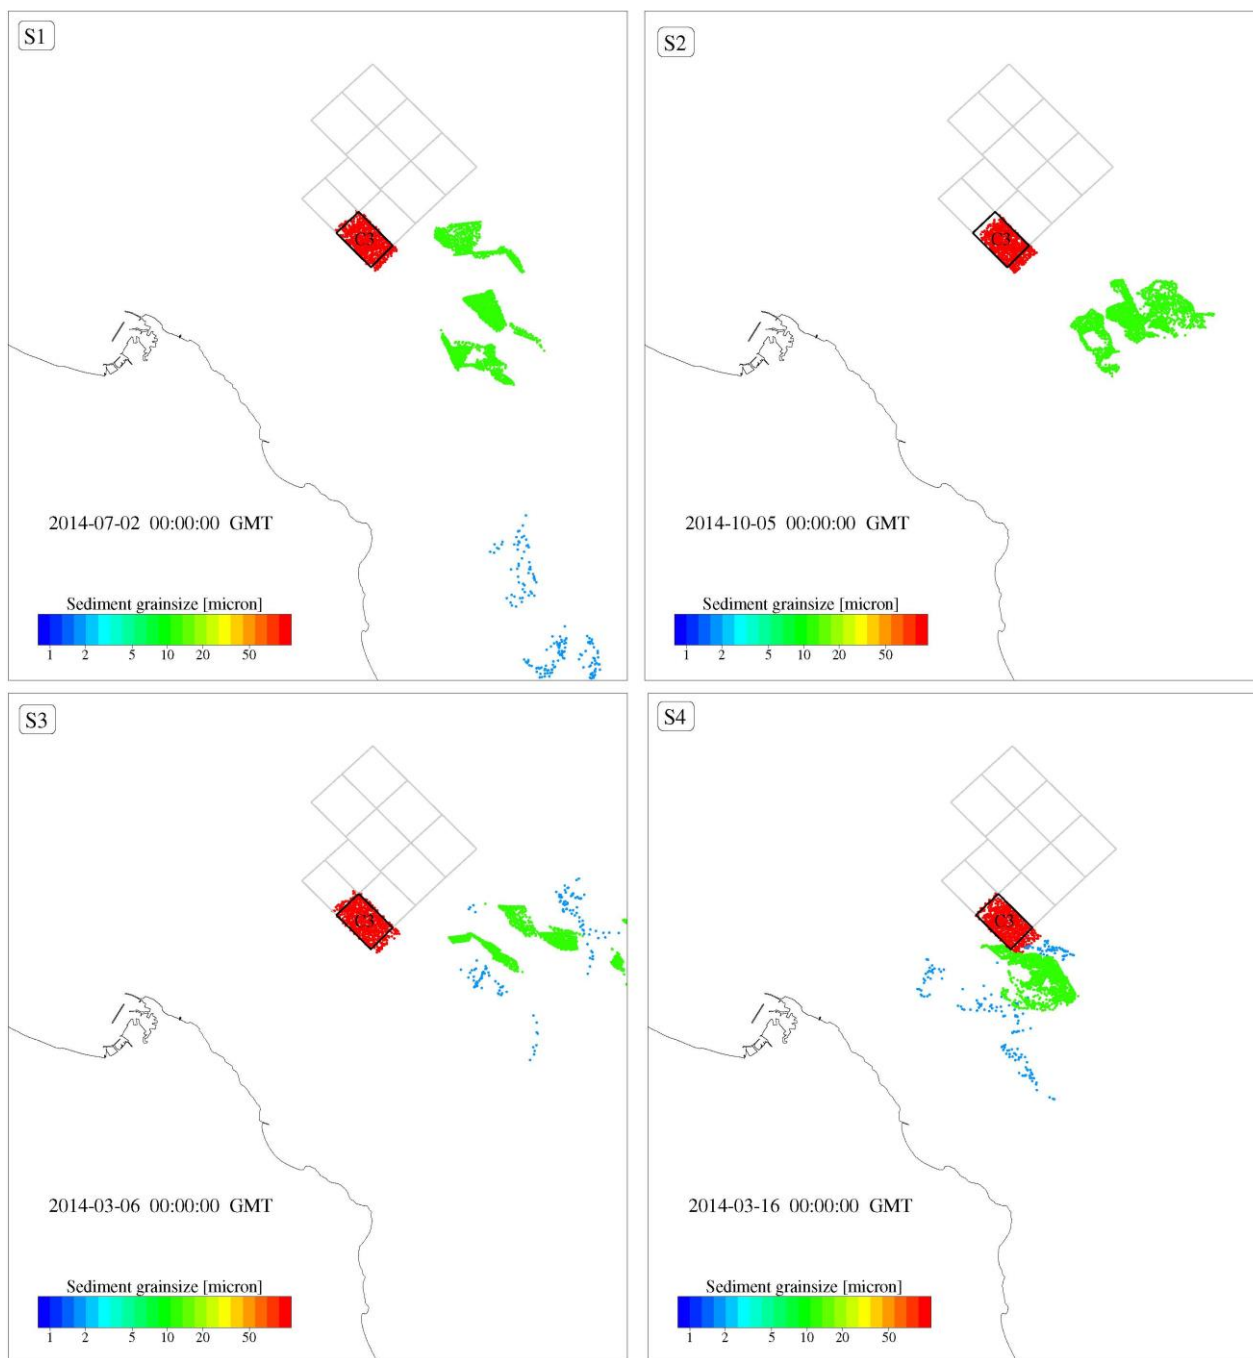 S1
C3
2014-07-02 00:00:00 GMT
Sediment grainsize [micron]
1 2 5 10 20 50
S2
C3
2014-10-05 00:00:00 GMT
Sediment grainsize [micron]
1 2 5 10 20 50
S3
C3
2014-03-06 00:00:00 GMT
Sediment grainsize [micron]
1 2 5 10 20 50
S4
C3
2014-03-16 00:00:00 GMT
Sediment grainsize [micron]
1 2 5 10 20 50